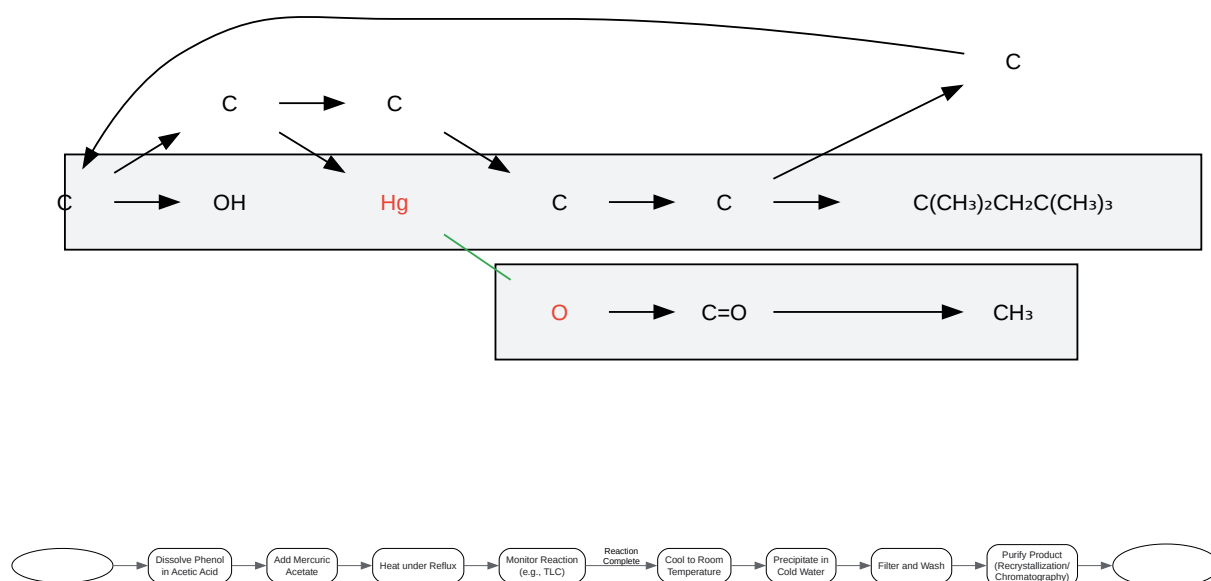 C
C
C
C
OH
Hg
C
C
C(CH₃)₂CH₂C(CH₃)₃
O
C=O
CH₃
Dissolve Phenol
in Acetic Acid
Add Mercuric
Acetate
Heat under Reflux
Monitor Reaction
(e.g., TLC)
Reaction
Complete
Cool to Room
Temperature
Precipitate in
Cold Water
Filter and Wash
Purify Product
(Recrystallization/
Chromatography)